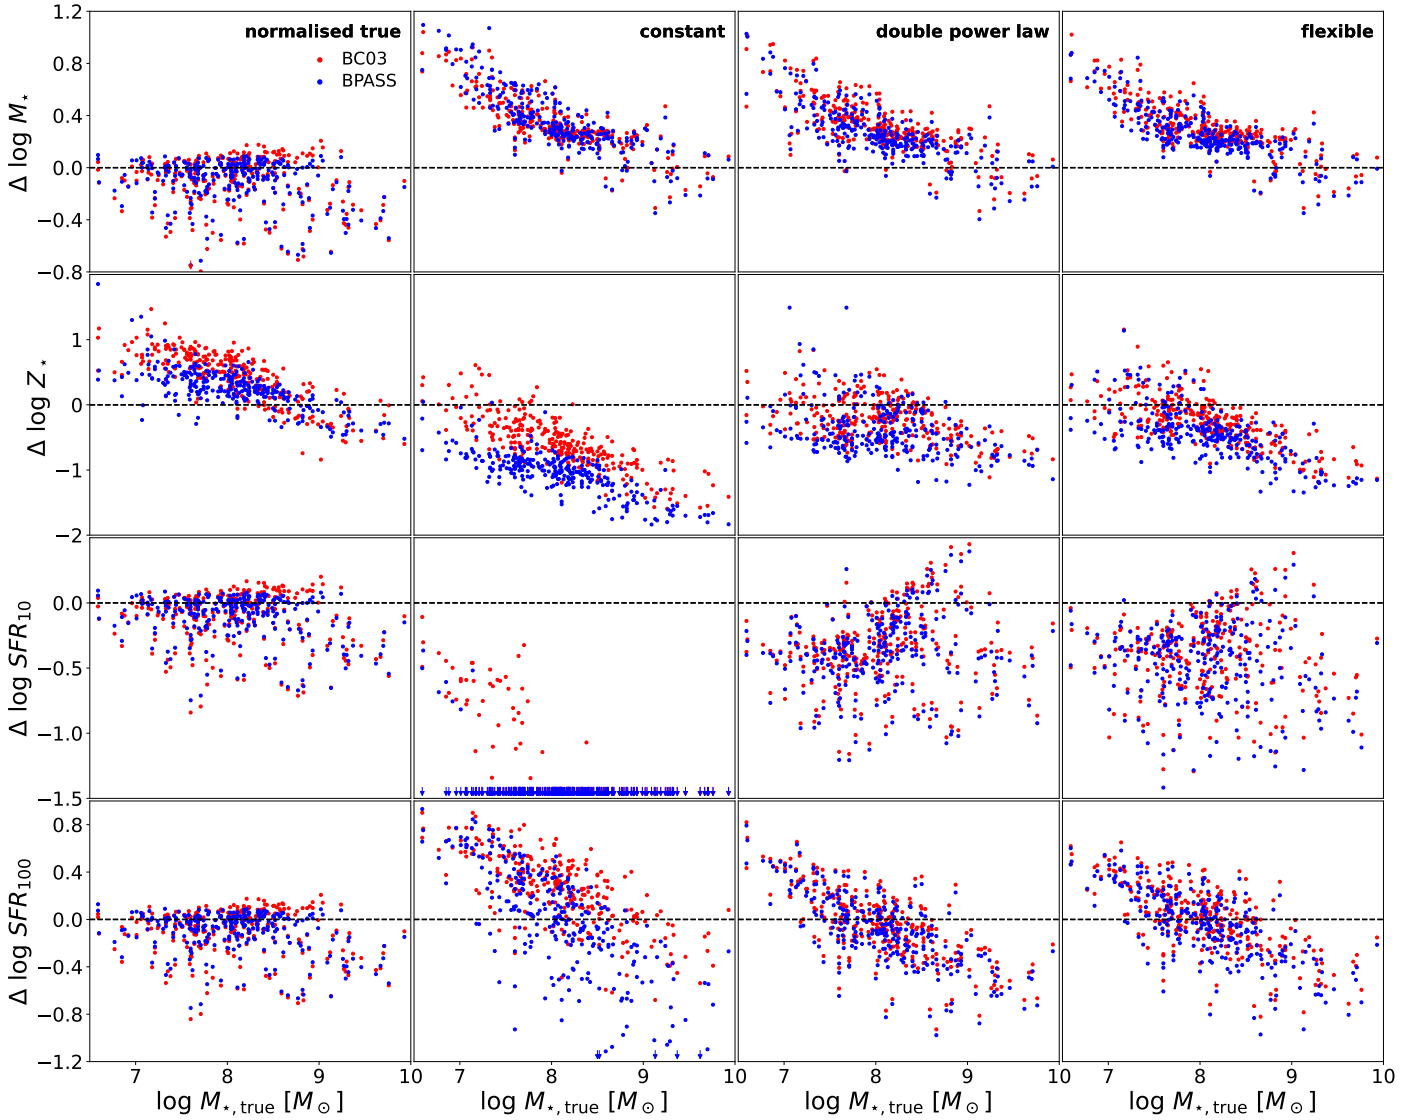 normalised true
constant
double power law
flexible
BC03
BPASS
Δ log M⋆
1.2
0.8
0.4
0.0
−0.4
−0.8
Δ log Z⋆
1
0
−1
−2
Δ log SFR₁₀
0.0
−0.5
−1.0
−1.5
Δ log SFR₁₀₀
1.5
0.8
0.4
0.0
−0.4
−0.8
−1.2
7 8 9 10 7 8 9 10 7 8 9 10 7 8 9 10
log M⋆, true [M⊙] log M⋆, true [M⊙] log M⋆, true [M⊙] log M⋆, true [M⊙]